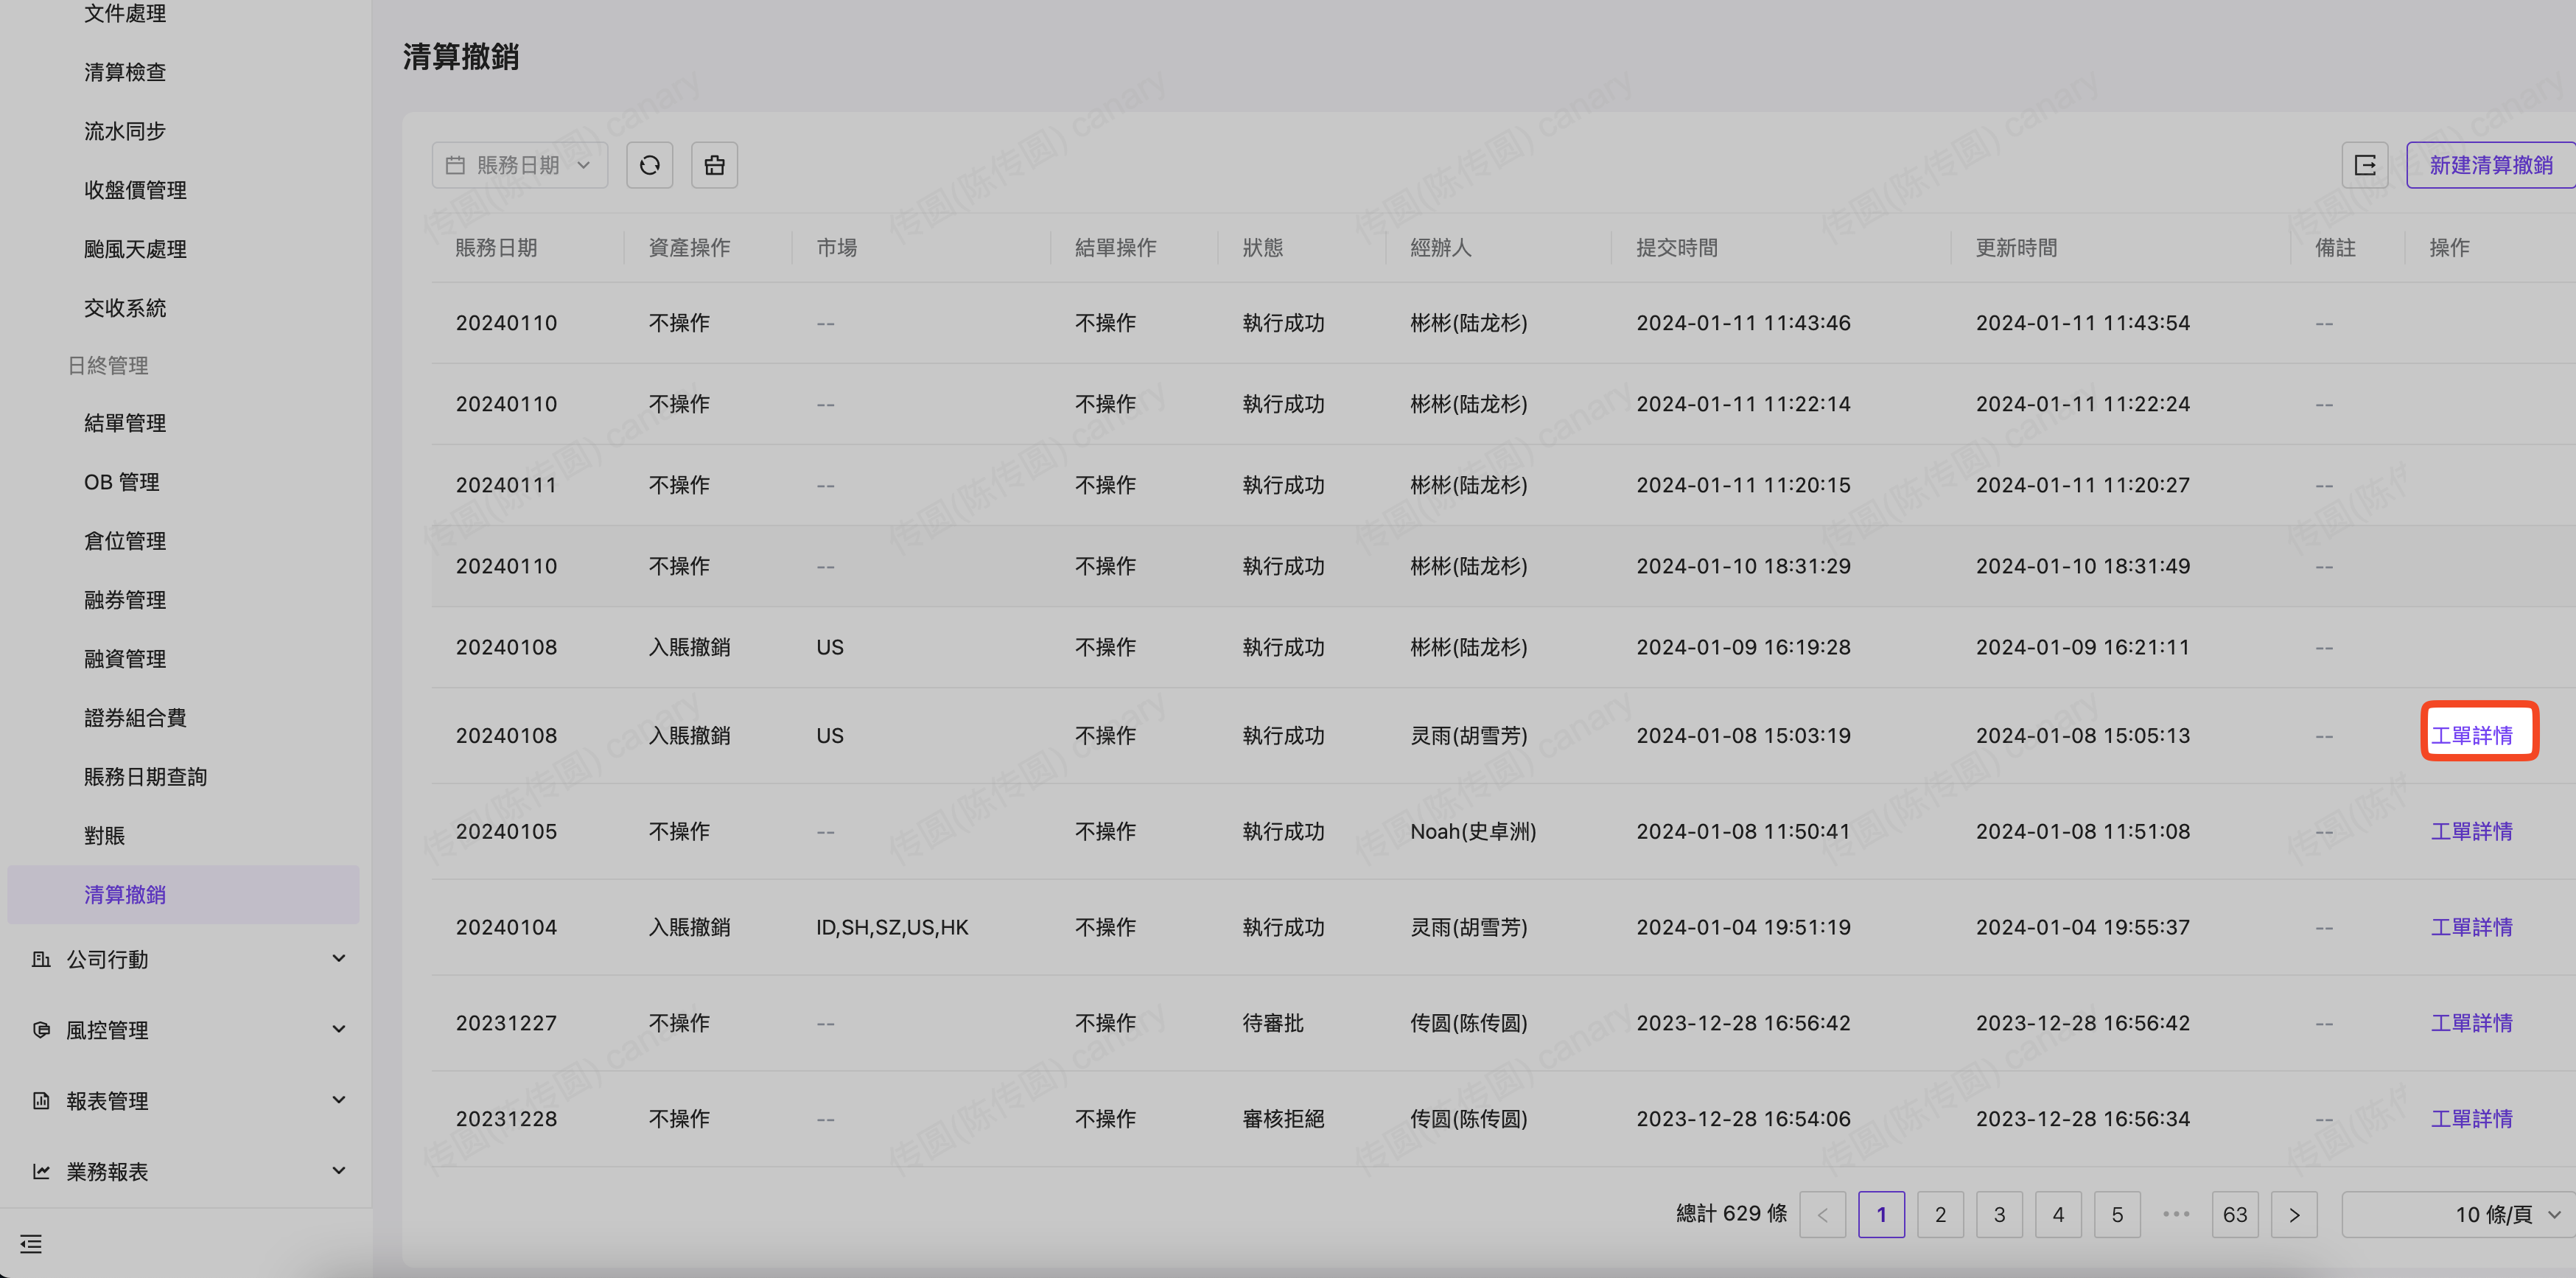 文件處理
清算檢查
流水同步
收盤價管理
颱風天處理
交收系統
日終管理
結單管理
OB 管理
倉位管理
融券管理
融資管理
證券組合費
賬務日期查詢
對賬
清算撤銷
公司行動
風控管理
報表管理
業務報表
清算撤銷
賬務日期
新建清算撤銷
賬務日期 資產操作 市場 結單操作 狀態 經辦人 提交時間 更新時間 備註 操作
20240110 不操作 -- 不操作 執行成功 彬彬(陆龙杉) 2024-01-11 11:43:46 2024-01-11 11:43:54 --
20240110 不操作 -- 不操作 執行成功 彬彬(陆龙杉) 2024-01-11 11:22:14 2024-01-11 11:22:24 --
20240111 不操作 -- 不操作 執行成功 彬彬(陆龙杉) 2024-01-11 11:20:15 2024-01-11 11:20:27 --
20240110 不操作 -- 不操作 執行成功 彬彬(陆龙杉) 2024-01-10 18:31:29 2024-01-10 18:31:49 --
20240108 入賬撤銷 US 不操作 執行成功 彬彬(陆龙杉) 2024-01-09 16:19:28 2024-01-09 16:21:11 --
20240108 入賬撤銷 US 不操作 執行成功 灵雨(胡雪芳) 2024-01-08 15:03:19 2024-01-08 15:05:13 -- 工單詳情
20240105 不操作 -- 不操作 執行成功 Noah(史卓洲) 2024-01-08 11:50:41 2024-01-08 11:51:08 -- 工單詳情
20240104 入賬撤銷 ID,SH,SZ,US,HK 不操作 執行成功 灵雨(胡雪芳) 2024-01-04 19:51:19 2024-01-04 19:55:37 -- 工單詳情
20231227 不操作 -- 不操作 待審批 传圆(陈传圆) 2023-12-28 16:56:42 2023-12-28 16:56:42 -- 工單詳情
20231228 不操作 -- 不操作 審核拒絕 传圆(陈传圆) 2023-12-28 16:54:06 2023-12-28 16:56:34 -- 工單詳情
總計 629 條 < 1 2 3 4 5 ••• 63 > 10 條/頁
传圆(陈传圆) canary